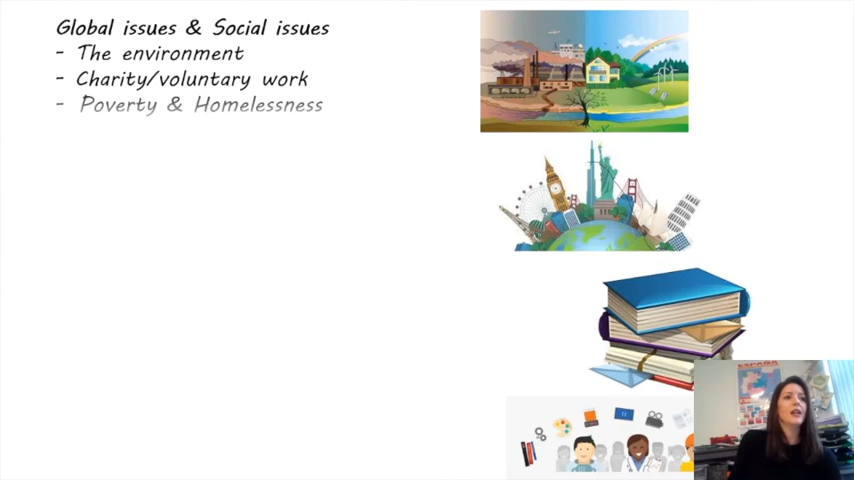 Global issues & Social issues
- The environment
- Charity/voluntary work
- Poverty & Homelessness